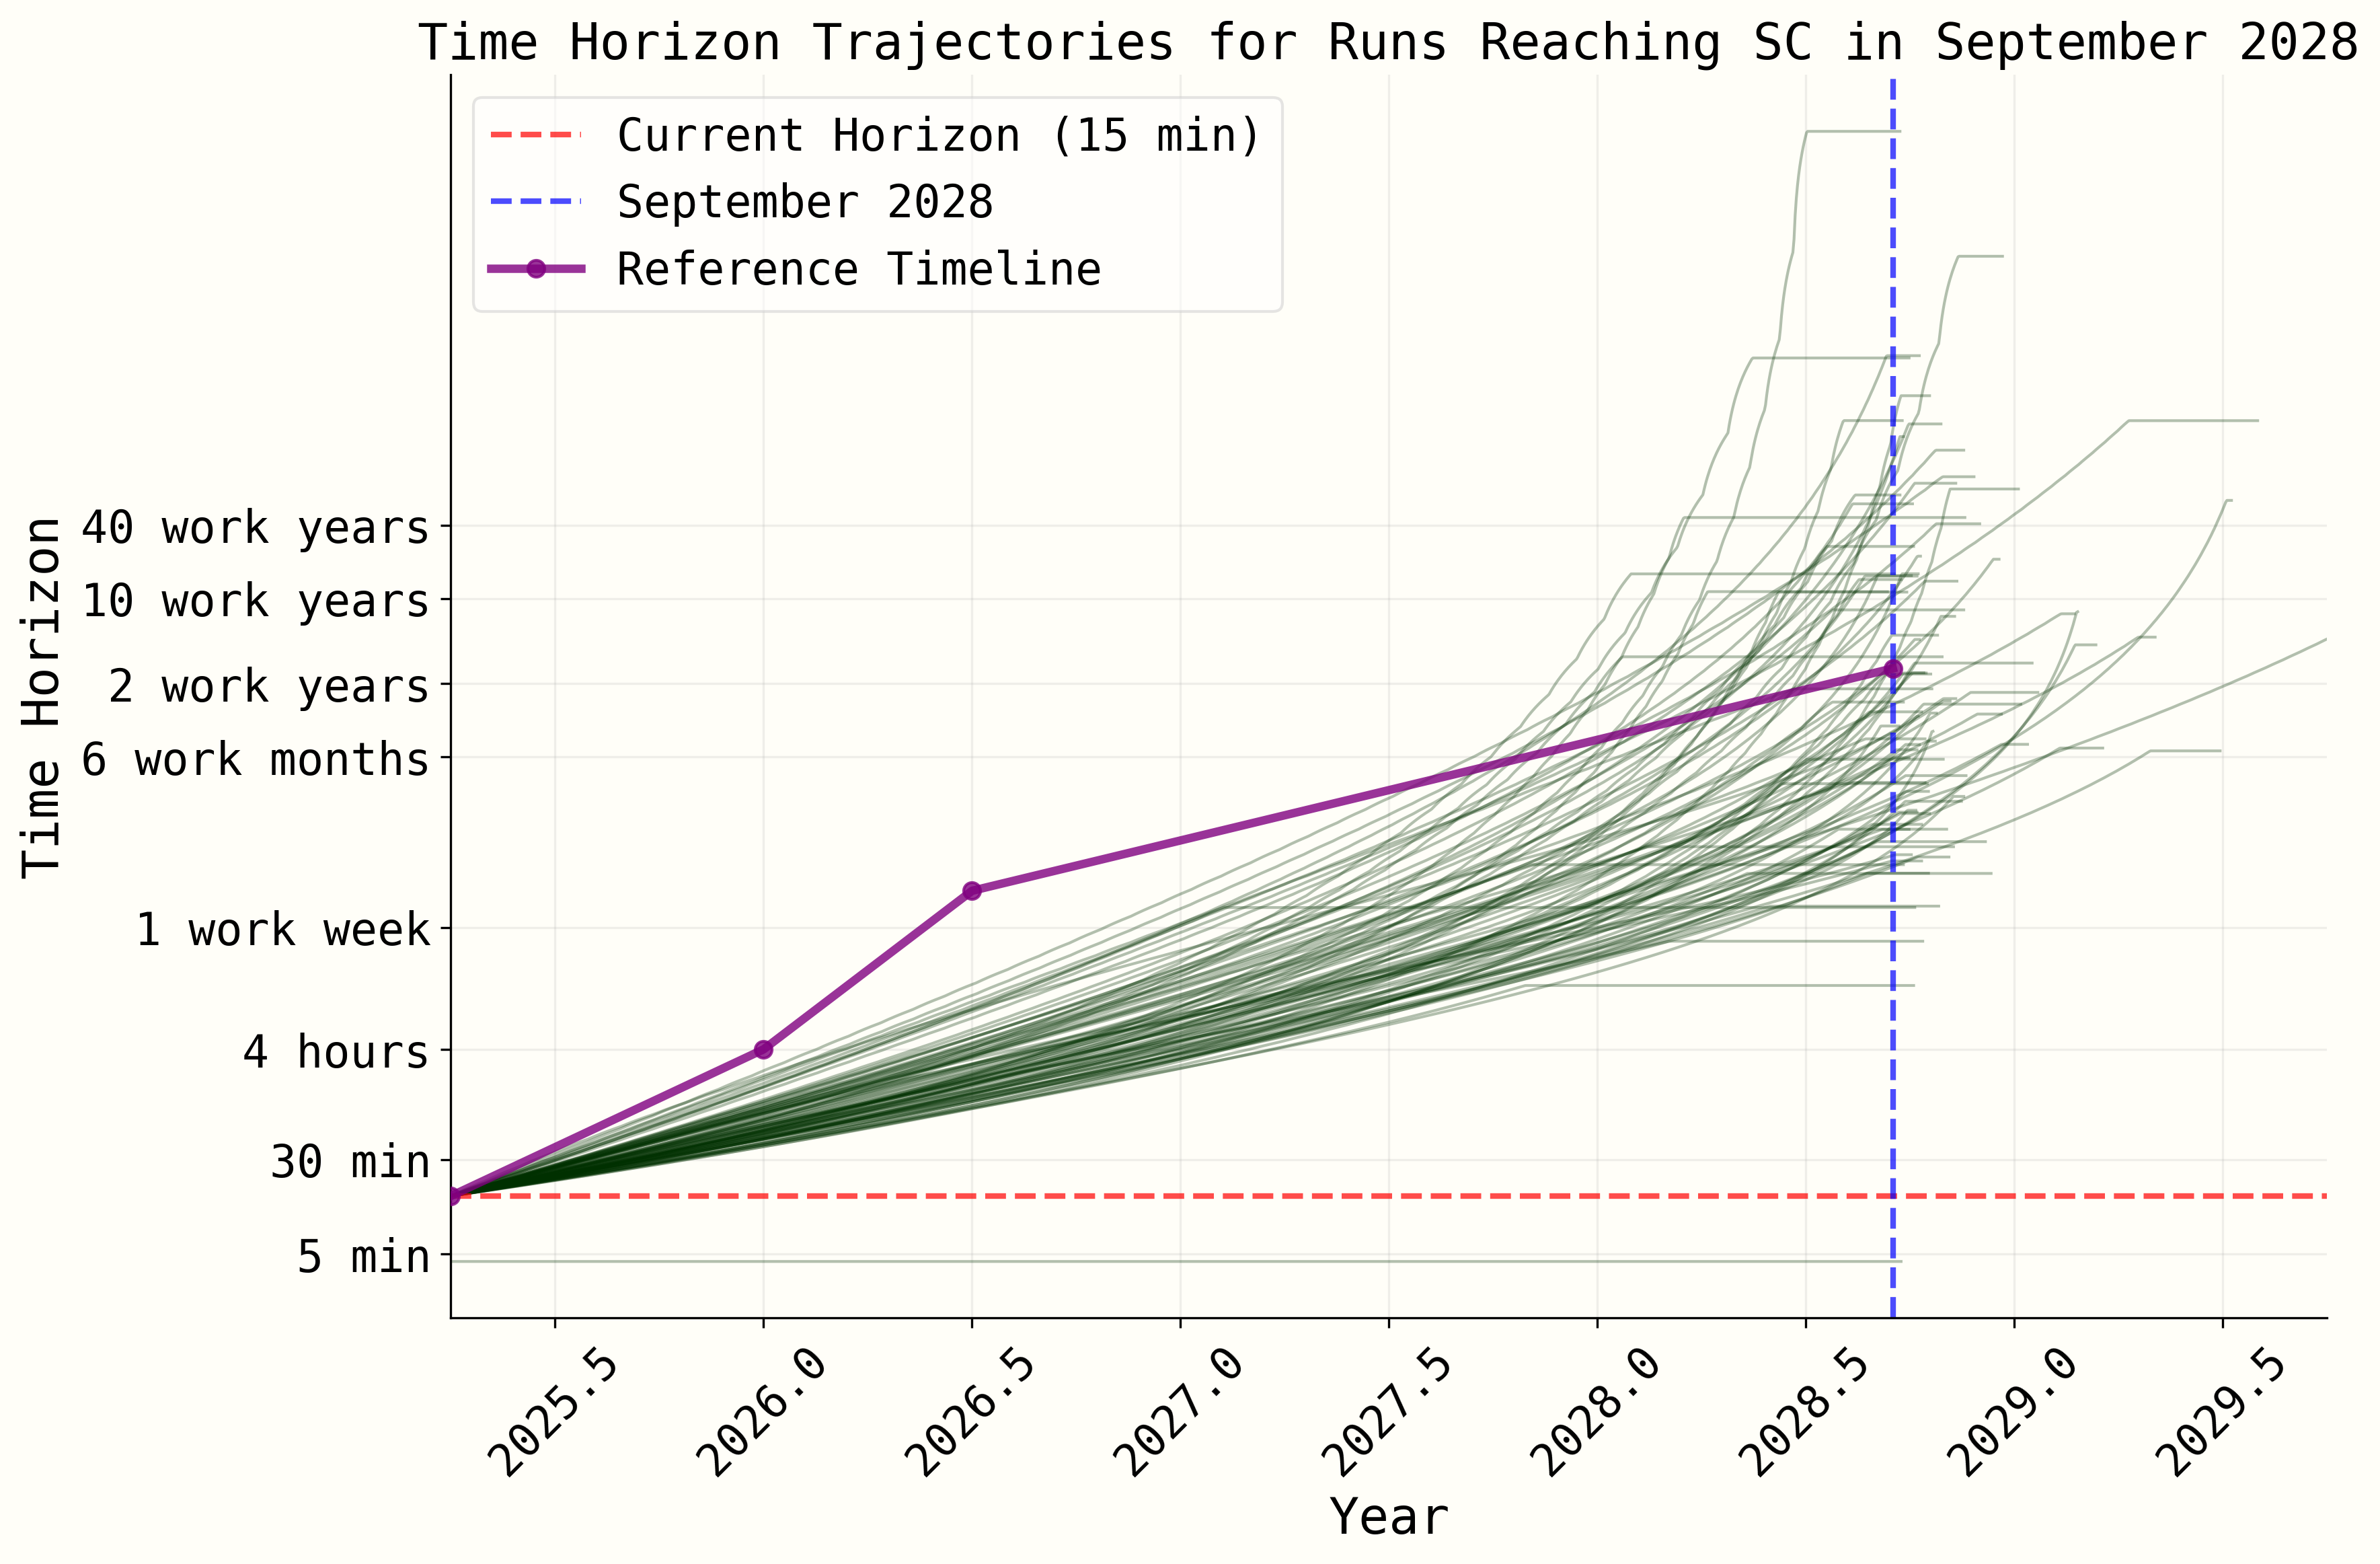 Time Horizon Trajectories for Runs Reaching SC in September 2028
Current Horizon (15 min)
September 2028
Reference Timeline
Time Horizon
40 work years
10 work years
2 work years
6 work months
1 work week
4 hours
30 min
5 min
2025.5
2026.0
2026.5
2027.0
2027.5
2028.0
2028.5
2029.0
2029.5
Year